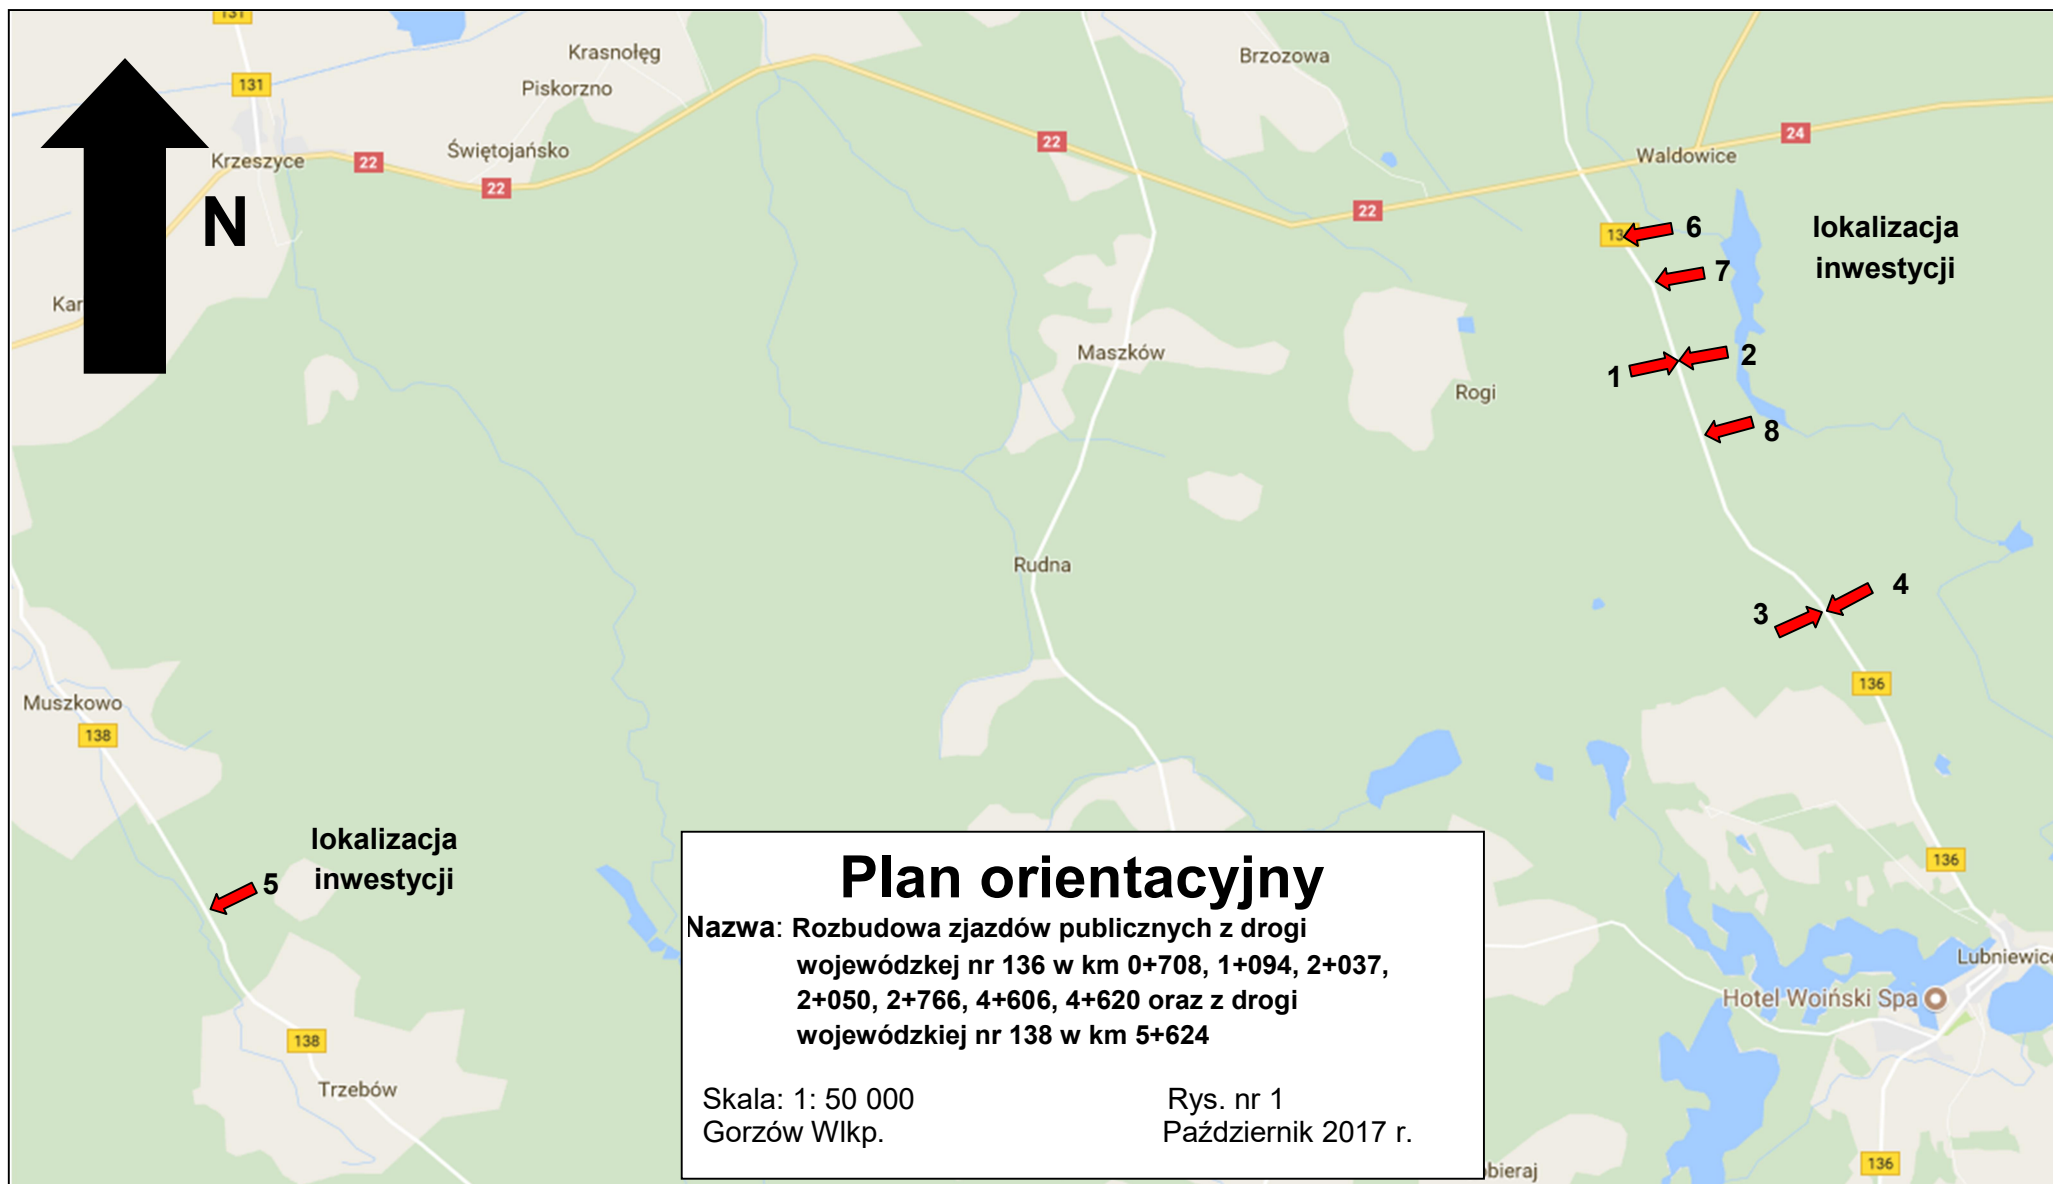 131
Krasnołęg
Brzozowa
131
Piskorzno
22
24
Świętojańsko
Krzeszyce
22
Waldowice
22
22
N
6
lokalizacja
inwestycji
7
Maszków
2
1
Rogi
8
Rudna
4
3
136
Muszkowo
138
lokalizacja
inwestycji
5
136
Plan orientacyjny
Nazwa: Rozbudowa zjazdów publicznych z drogi
wojewódzkej nr 136 w km 0+708, 1+094, 2+037,
2+050, 2+766, 4+606, 4+620 oraz z drogi
wojewódzkiej nr 138 w km 5+624
Skala: 1: 50 000
Rys. nr 1
Gorzów Wlkp.
Październik 2017 r.
Lubniewice
Hotel Woiński Spa
138
Trzebów
136